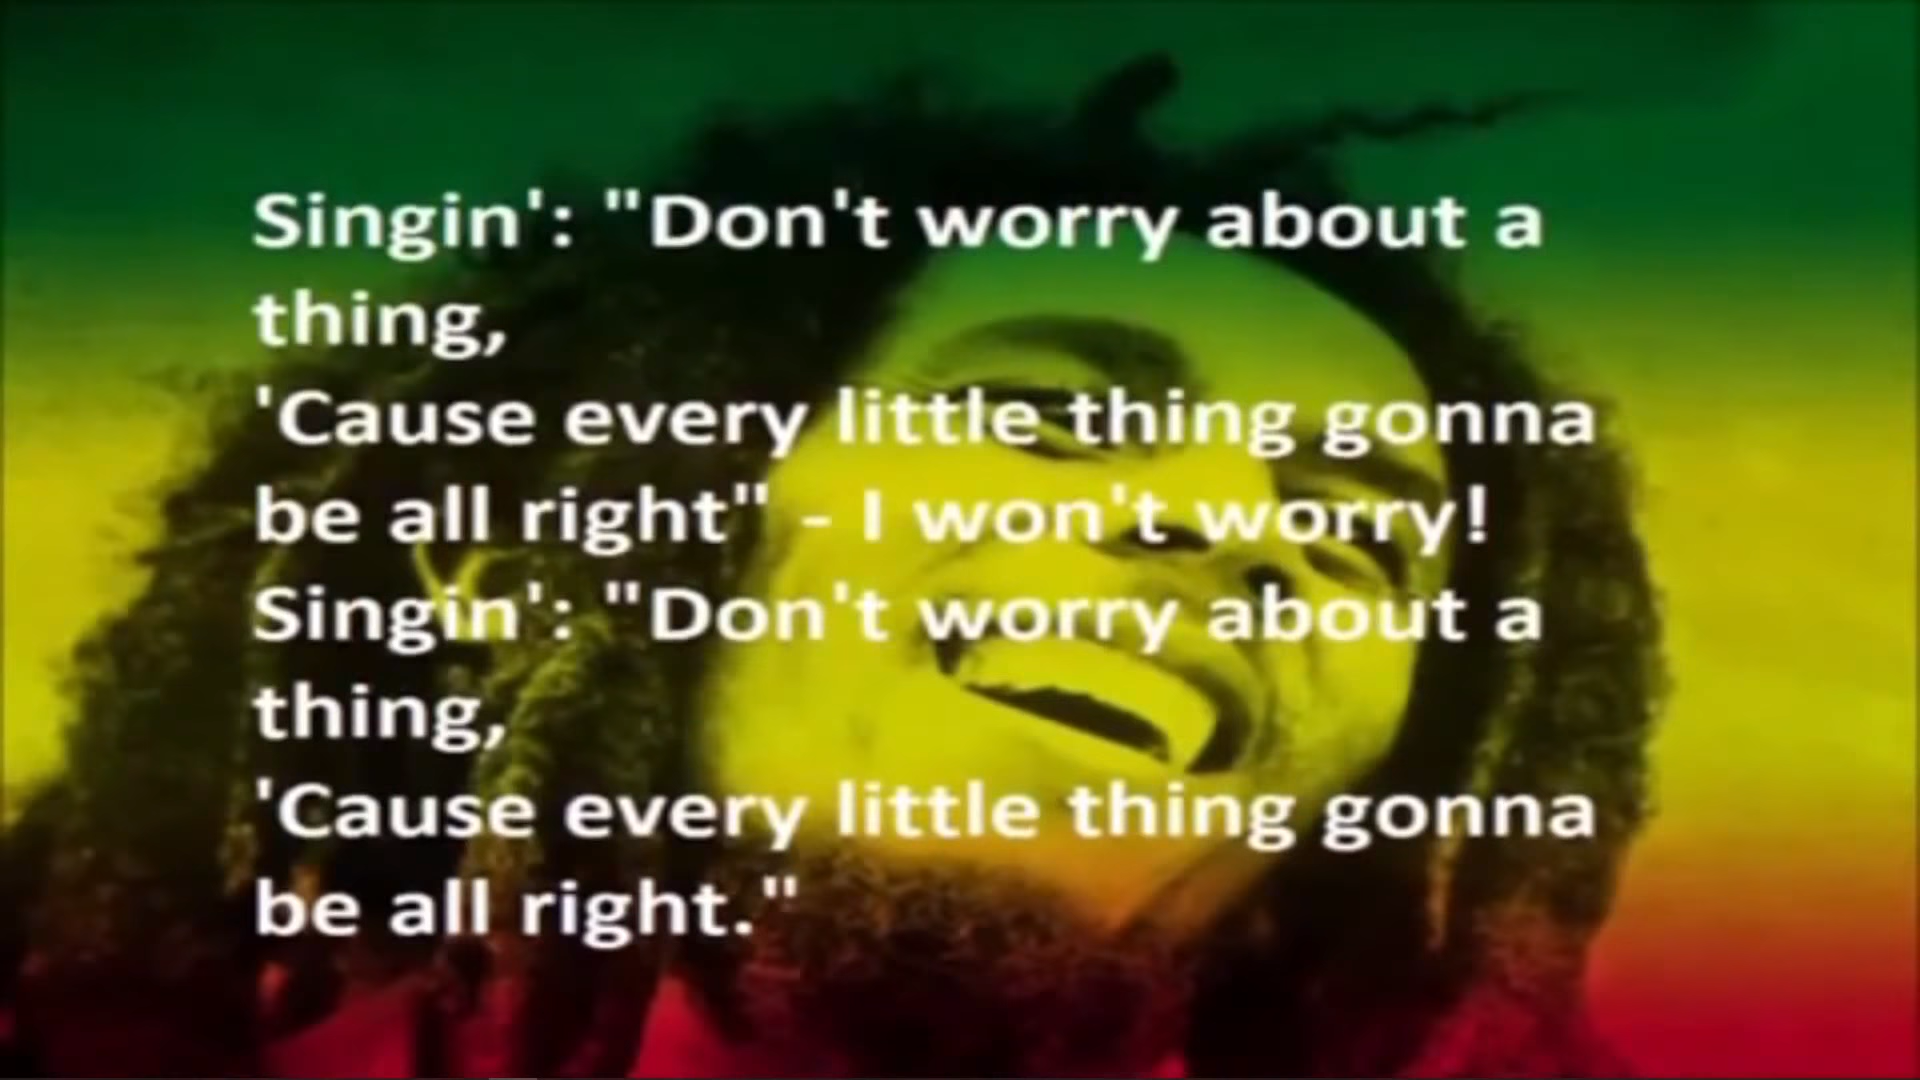 Singin': "Don't worry about a
thing,
'Cause every little thing gonna
be all right" - I won't worry!
Singin': "Don't worry about a
thing,
'Cause every little thing gonna
be all right."